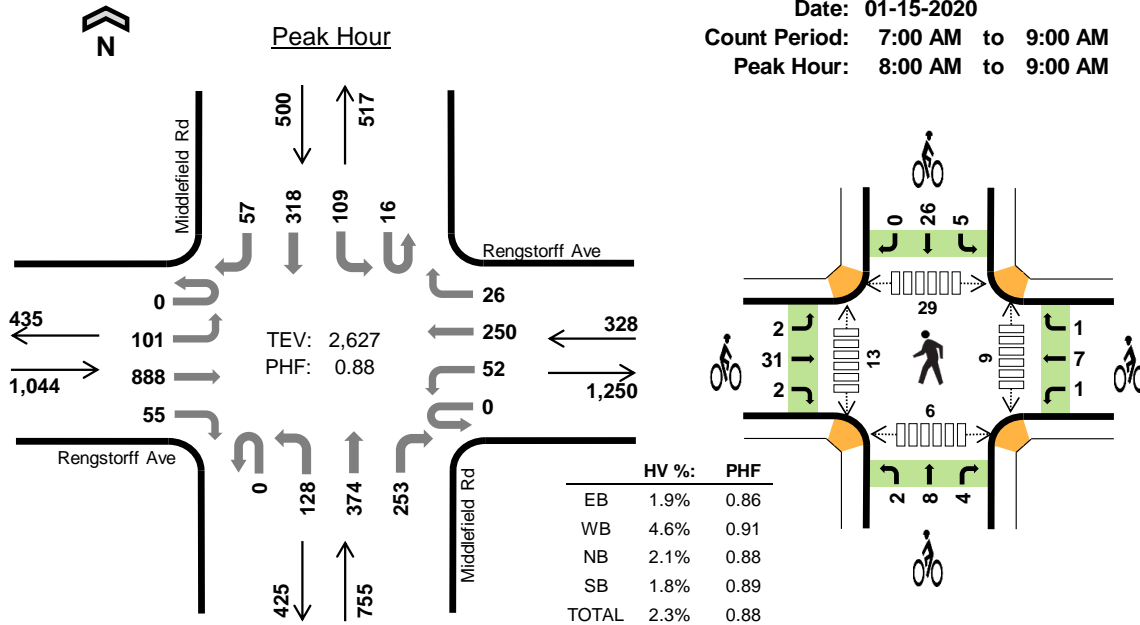 Date: 01-15-2020
Count Period: 7:00 AM to 9:00 AM
Peak Hour: 8:00 AM to 9:00 AM
N
Peak Hour
500
517
Middlefield Rd
57
318
109
16
Rengstorff Ave
0
101
888
55
435
1,044
TEV: 2,627
PHF: 0.88
26
250
52
0
328
1,250
Rengstorff Ave
0
128
374
253
Middlefield Rd
425
755
HV %: PHF
EB 1.9% 0.86
WB 4.6% 0.91
NB 2.1% 0.88
SB 1.8% 0.89
TOTAL 2.3% 0.88
0
26
5
29
2
31
2
13
9
1
7
1
6
2
8
4